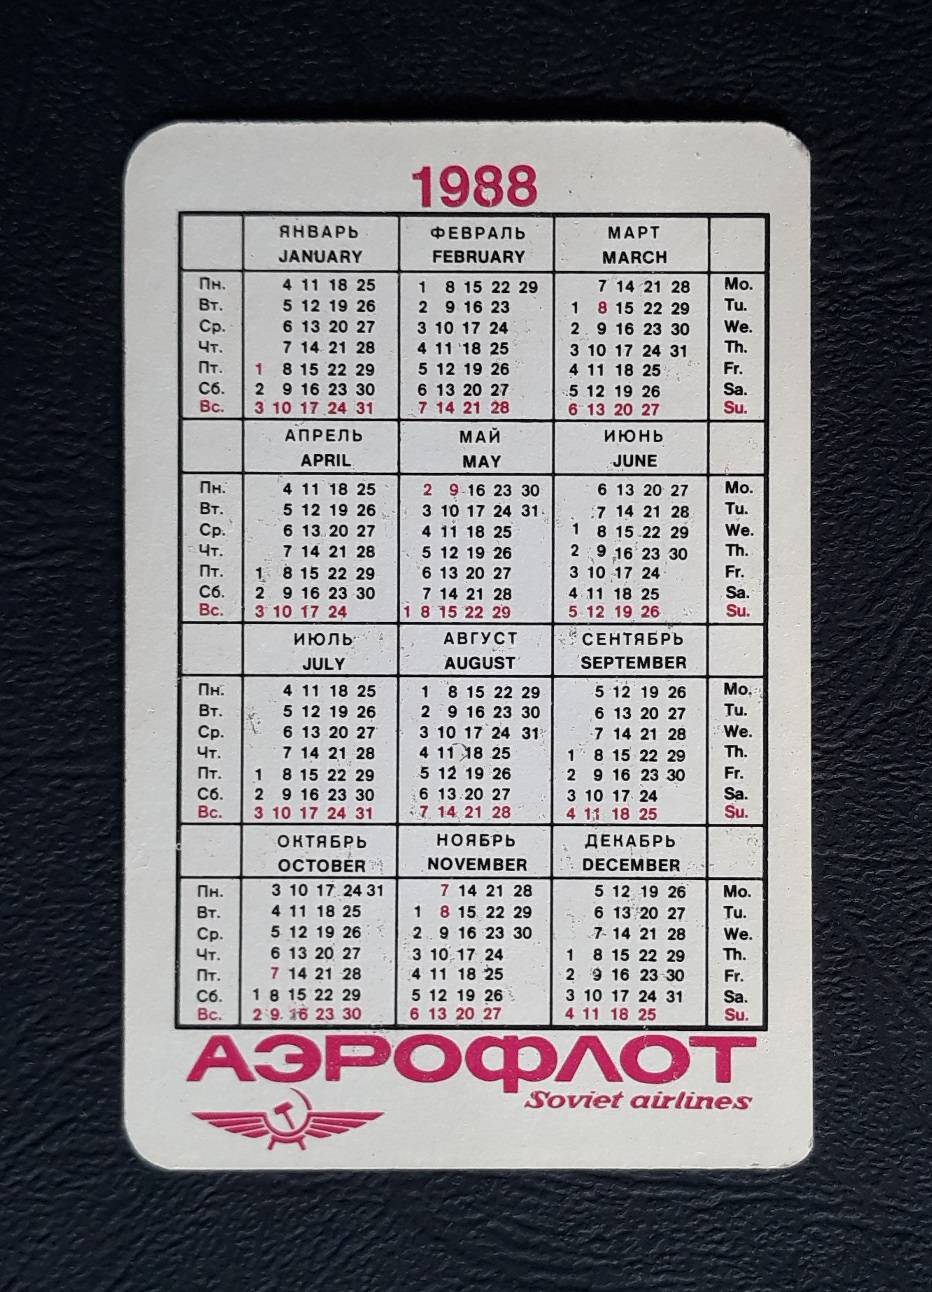 1988
ЯНВАРЬ ФЕВРАЛЬ МАРТ
JANUARY FEBRUARY MARCH
Пн. 4 11 18 25 1 8 15 22 29 7 14 21 28 Mo.
Вт. 5 12 19 26 2 9 16 23 1 8 15 22 29 Tu.
Ср. 6 13 20 27 3 10 17 24 2 9 16 23 30 We.
Чт. 7 14 21 28 4 11 18 25 3 10 17 24 31 Th.
Пт. 1 8 15 22 29 5 12 19 26 4 11 18 25 Fr.
Сб. 2 9 16 23 30 6 13 20 27 5 12 19 26 Sa.
Вс. 3 10 17 24 31 7 14 21 28 6 13 20 27 Su.
АПРЕЛЬ МАЙ ИЮНЬ
APRIL MAY JUNE
Пн. 4 11 18 25 2 9 16 23 30 6 13 20 27 Mo.
Вт. 5 12 19 26 3 10 17 24 31 7 14 21 28 Tu.
Ср. 6 13 20 27 4 11 18 25 1 8 15 22 29 We.
Чт. 7 14 21 28 5 12 19 26 2 9 16 23 30 Th.
Пт. 1 8 15 22 29 6 13 20 27 3 10 17 24 Fr.
Сб. 2 9 16 23 30 7 14 21 28 4 11 18 25 Sa.
Вс. 3 10 17 24 1 8 15 22 29 5 12 19 26 Su.
ИЮЛЬ АВГУСТ СЕНТЯБРЬ
JULY AUGUST SEPTEMBER
Пн. 4 11 18 25 1 8 15 22 29 5 12 19 26 Mo.
Вт. 5 12 19 26 2 9 16 23 30 6 13 20 27 Tu.
Ср. 6 13 20 27 3 10 17 24 31 7 14 21 28 We.
Чт. 7 14 21 28 4 11 18 25 1 8 15 22 29 Th.
Пт. 1 8 15 22 29 5 12 19 26 2 9 16 23 30 Fr.
Сб. 2 9 16 23 30 6 13 20 27 3 10 17 24 Sa.
Вс. 3 10 17 24 31 7 14 21 28 4 11 18 25 Su.
ОКТЯБРЬ НОЯБРЬ ДЕКАБРЬ
OCTOBER NOVEMBER DECEMBER
Пн. 3 10 17 24 31 7 14 21 28 5 12 19 26 Mo.
Вт. 4 11 18 25 1 8 15 22 29 6 13 20 27 Tu.
Ср. 5 12 19 26 2 9 16 23 30 7 14 21 28 We.
Чт. 6 13 20 27 3 10 17 24 1 8 15 22 29 Th.
Пт. 7 14 21 28 4 11 18 25 2 9 16 23 30 Fr.
Сб. 1 8 15 22 29 5 12 19 26 3 10 17 24 31 Sa.
Вс. 2 9 16 23 30 6 13 20 27 4 11 18 25 Su.
АЭРОФЛОТ
Soviet airlines